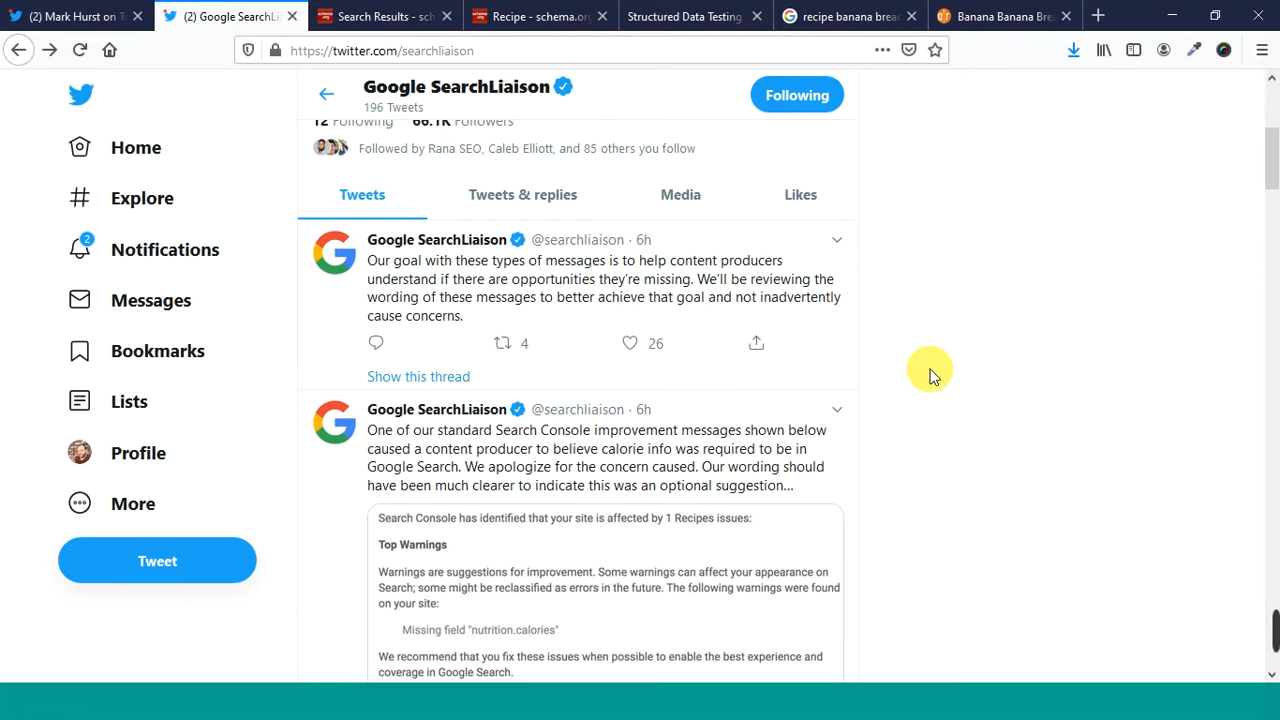 (2) Mark Hurst on T
(2) Google SearchLi
Search Results - sch
Recipe - schema.org
Structured Data Testing
recipe banana bread
Banana Banana Bre
https://twitter.com/searchliaison
Google SearchLiaison
196 Tweets
Following
12 Following 66.1K Followers
Followed by Rana SEO, Caleb Elliott, and 85 others you follow
Tweets
Tweets & replies
Media
Likes
Home
Explore
2
Notifications
Messages
Bookmarks
Lists
Profile
More
Tweet
Google SearchLiaison @searchliaison · 6h
Our goal with these types of messages is to help content producers
understand if there are opportunities they're missing. We'll be reviewing the
wording of these messages to better achieve that goal and not inadvertently
cause concerns.
4
26
Show this thread
Google SearchLiaison @searchliaison · 6h
One of our standard Search Console improvement messages shown below
caused a content producer to believe calorie info was required to be in
Google Search. We apologize for the concern caused. Our wording should
have been much clearer to indicate this was an optional suggestion...
Search Console has identified that your site is affected by 1 Recipes issues:
Top Warnings
Warnings are suggestions for improvement. Some warnings can affect your appearance on
Search; some might be reclassified as errors in the future. The following warnings were found
on your site:
Missing field "nutrition.calories"
We recommend that you fix these issues when possible to enable the best experience and
coverage in Google Search.